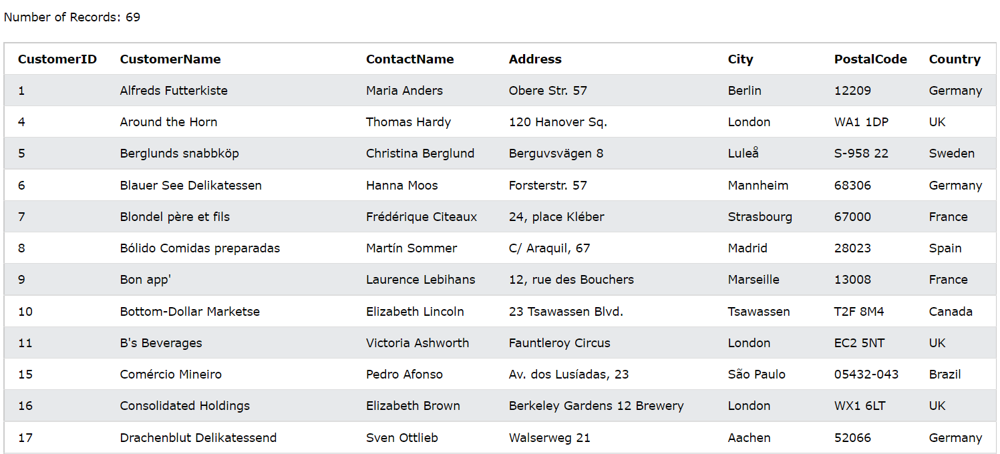 Number of Records: 69
CustomerID CustomerName ContactName Address City PostalCode Country
1 Alfreds Futterkiste Maria Anders Obere Str. 57 Berlin 12209 Germany
4 Around the Horn Thomas Hardy 120 Hanover Sq. London WA1 1DP UK
5 Berglunds snabbköp Christina Berglund Berguvsvägen 8 Luleå S-958 22 Sweden
6 Blauer See Delikatessen Hanna Moos Forsterstr. 57 Mannheim 68306 Germany
7 Blondel père et fils Frédérique Citeaux 24, place Kléber Strasbourg 67000 France
8 Bólido Comidas preparadas Martín Sommer C/ Araquil, 67 Madrid 28023 Spain
9 Bon app' Laurence Lebihans 12, rue des Bouchers Marseille 13008 France
10 Bottom-Dollar Marketse Elizabeth Lincoln 23 Tsawassen Blvd. Tsawassen T2F 8M4 Canada
11 B's Beverages Victoria Ashworth Fauntleroy Circus London EC2 5NT UK
15 Comércio Mineiro Pedro Afonso Av. dos Lusíadas, 23 São Paulo 05432-043 Brazil
16 Consolidated Holdings Elizabeth Brown Berkeley Gardens 12 Brewery London WX1 6LT UK
17 Drachenblut Delikatessend Sven Ottlieb Walserweg 21 Aachen 52066 Germany